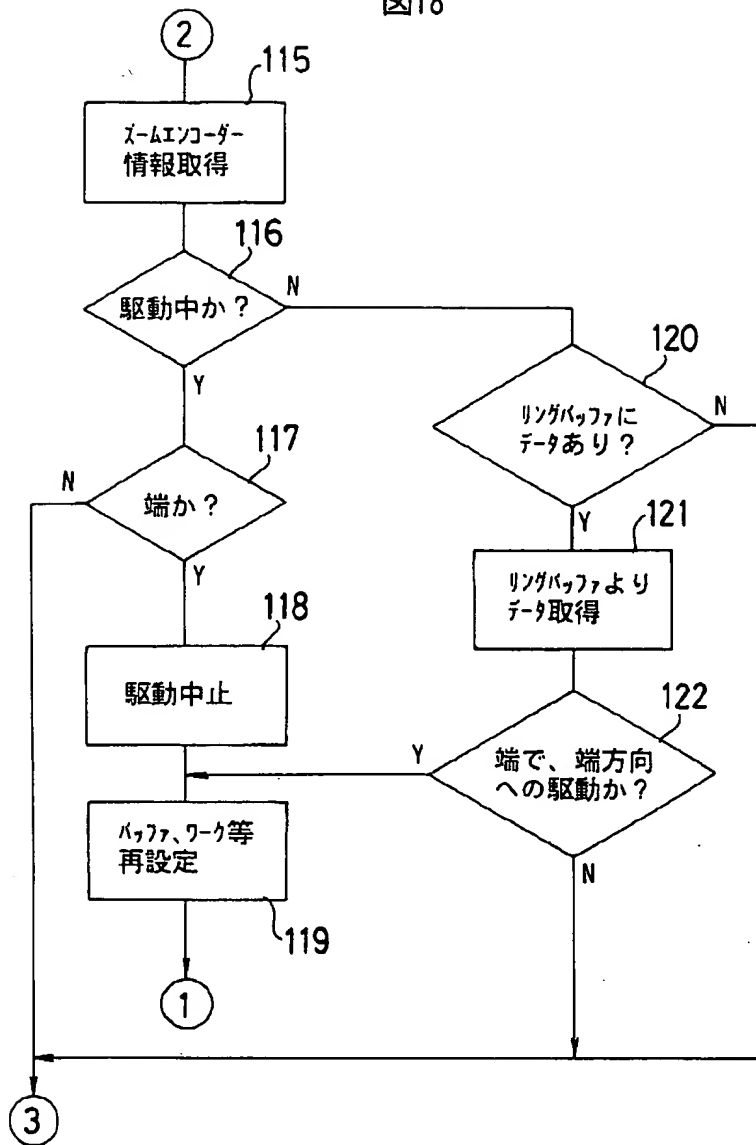 図18
2
115
ズームエンコーダー
情報取得
116
駆動中か?
N
Y
117
N
端か?
Y
118
駆動中止
バッファ、ワーク等
再設定
119
1
3
120
リングバッファに
データあり?
N
Y
121
リングバッファより
データ取得
122
Y
端で、端方向
への駆動か?
N